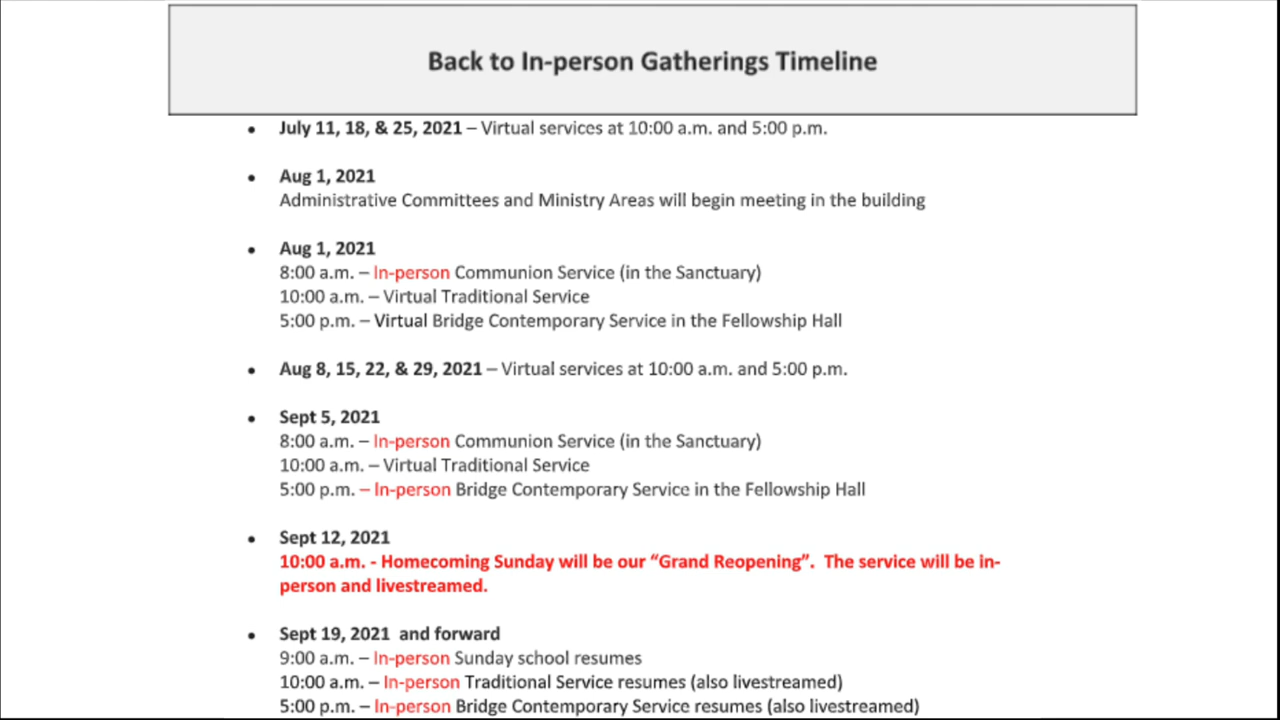 Back to In-person Gatherings Timeline
• July 11, 18, & 25, 2021 – Virtual services at 10:00 a.m. and 5:00 p.m.
• Aug 1, 2021
Administrative Committees and Ministry Areas will begin meeting in the building
• Aug 1, 2021
8:00 a.m. – In-person Communion Service (in the Sanctuary)
10:00 a.m. – Virtual Traditional Service
5:00 p.m. – Virtual Bridge Contemporary Service in the Fellowship Hall
• Aug 8, 15, 22, & 29, 2021 – Virtual services at 10:00 a.m. and 5:00 p.m.
• Sept 5, 2021
8:00 a.m. – In-person Communion Service (in the Sanctuary)
10:00 a.m. – Virtual Traditional Service
5:00 p.m. – In-person Bridge Contemporary Service in the Fellowship Hall
• Sept 12, 2021
10:00 a.m. - Homecoming Sunday will be our “Grand Reopening”.  The service will be in-
person and livestreamed.
• Sept 19, 2021  and forward
9:00 a.m. – In-person Sunday school resumes
10:00 a.m. – In-person Traditional Service resumes (also livestreamed)
5:00 p.m. – In-person Bridge Contemporary Service resumes (also livestreamed)